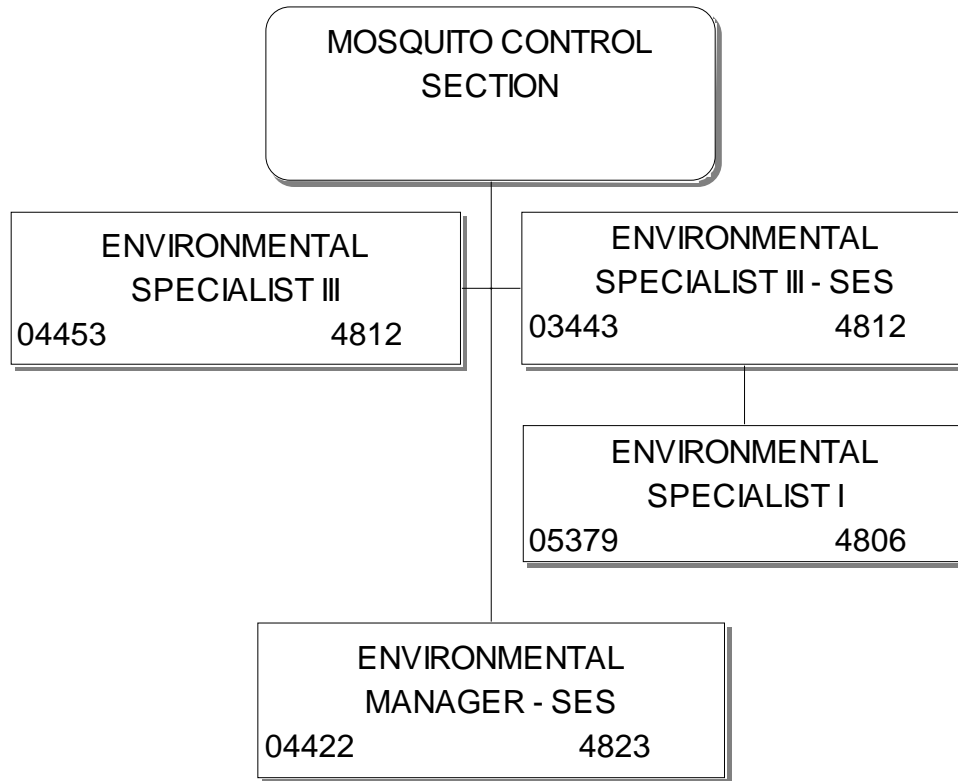 MOSQUITO CONTROL
SECTION
ENVIRONMENTAL
SPECIALIST III
04453 4812
ENVIRONMENTAL
SPECIALIST III - SES
03443 4812
ENVIRONMENTAL
SPECIALIST I
05379 4806
ENVIRONMENTAL
MANAGER - SES
04422 4823